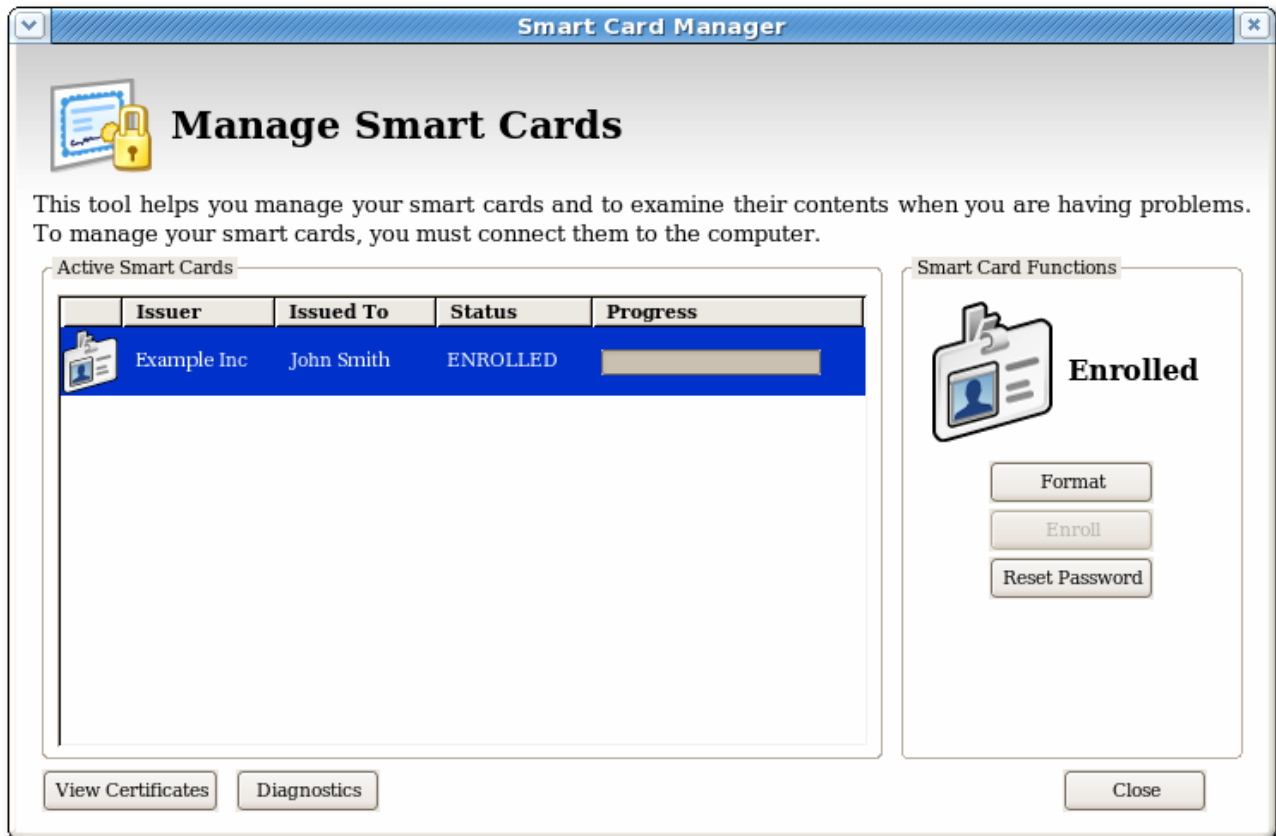 Smart Card Manager
Manage Smart Cards
This tool helps you manage your smart cards and to examine their contents when you are having problems.
To manage your smart cards, you must connect them to the computer.
Active Smart Cards
Issuer Issued To Status Progress
Example Inc John Smith ENROLLED
Smart Card Functions
Enrolled
Format
Enroll
Reset Password
View Certificates Diagnostics Close